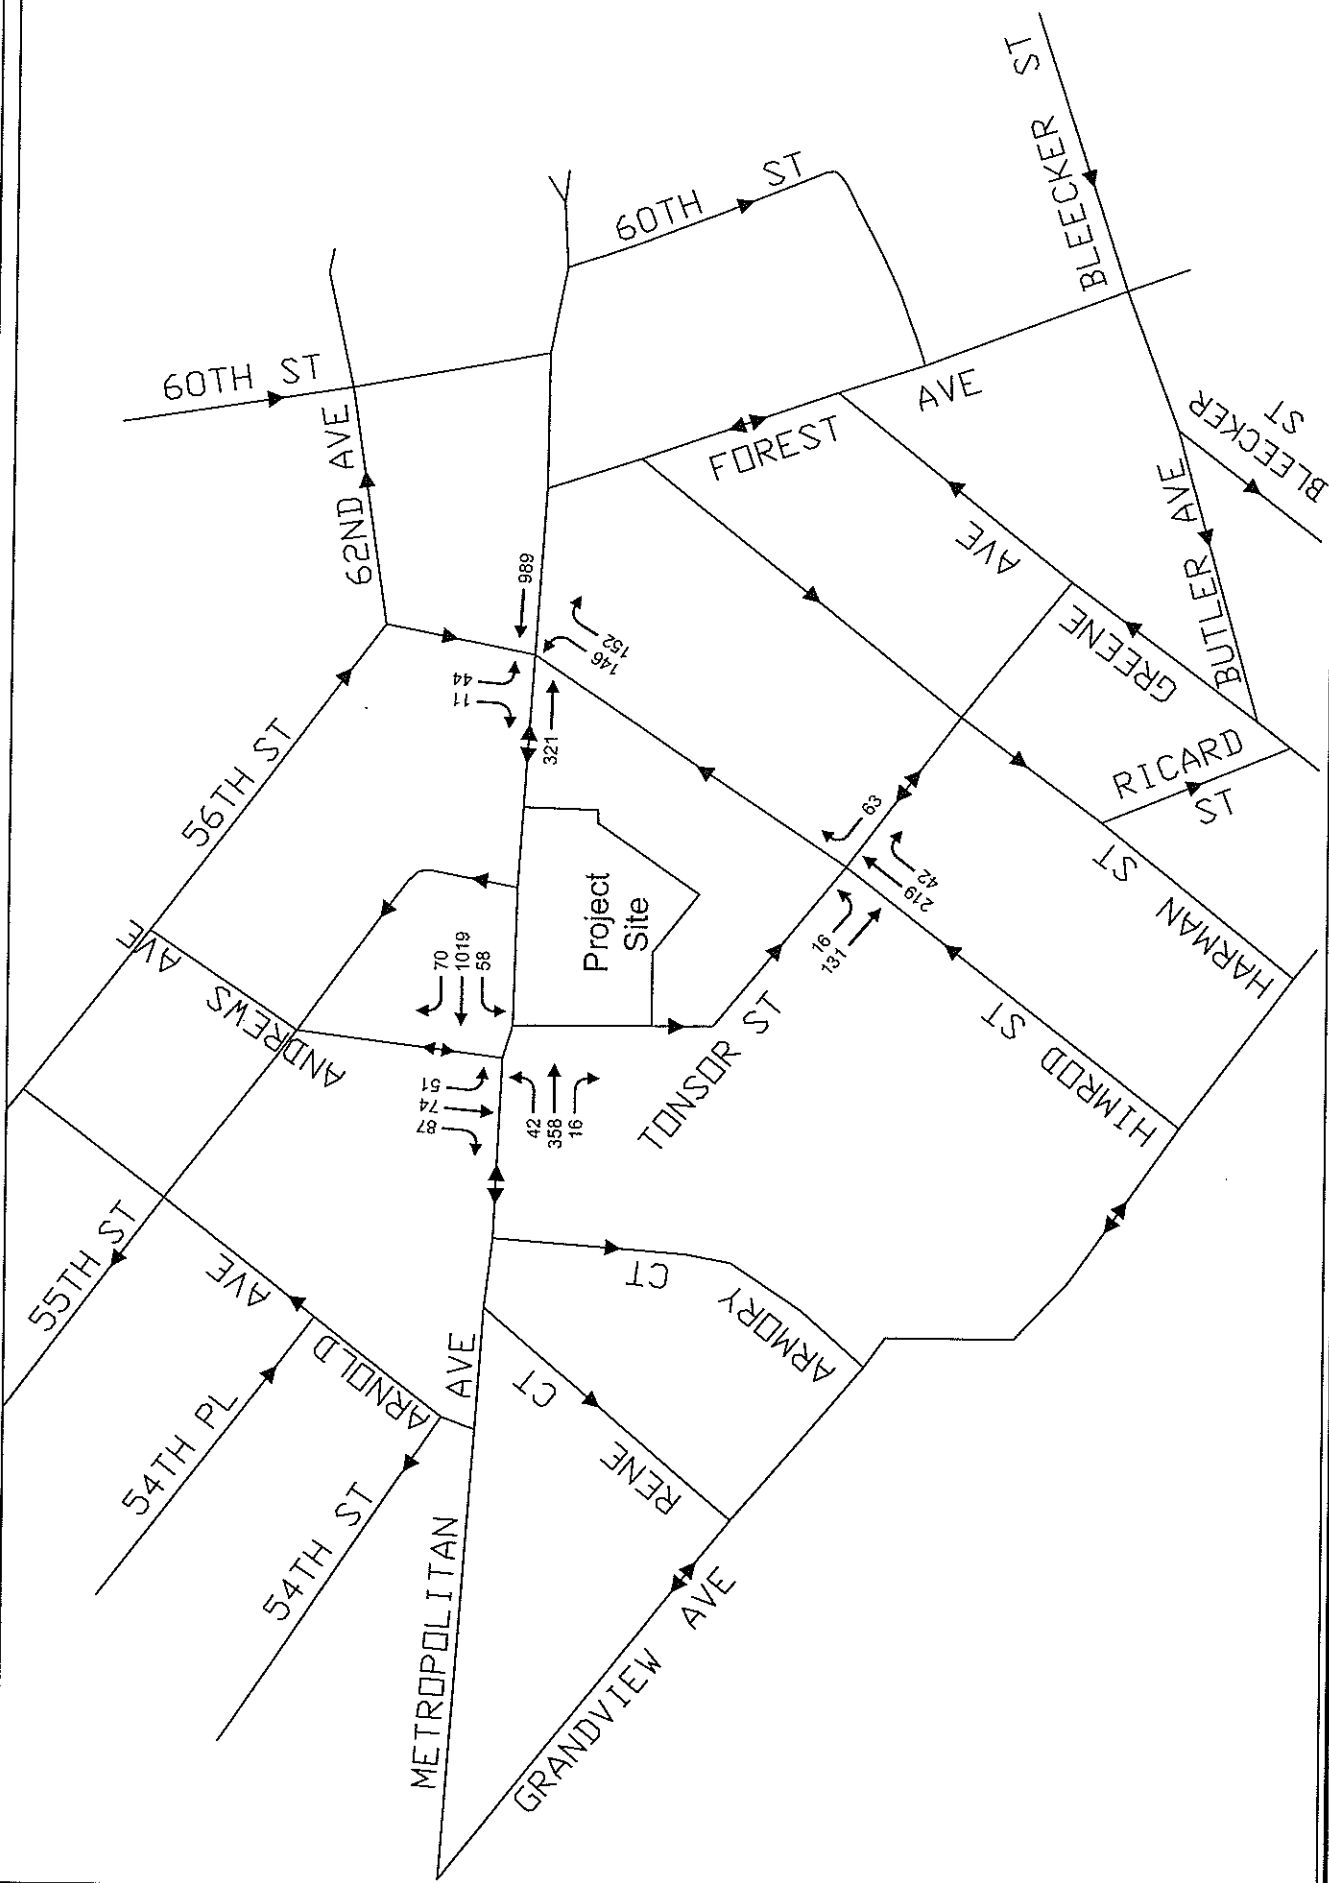 60TH ST
62ND AVE
56TH ST
ANDREWS AVE
55TH ST
ARNOLD AVE
54TH PL
54TH ST
METROPOLITAN AVE
GRANDVIEW AVE
RENE CT
ARMORY CT
TONSOR ST
HIMROD ST
HARMAN ST
RICARD ST
GREENE AVE
BUTLER AVE
BLEECKER ST
BLEECKER ST
FOREST AVE
60TH ST
Project
Site
989
44
11
321
146
152
70
1019
58
51
74
87
42
358
16
63
16
131
219
42